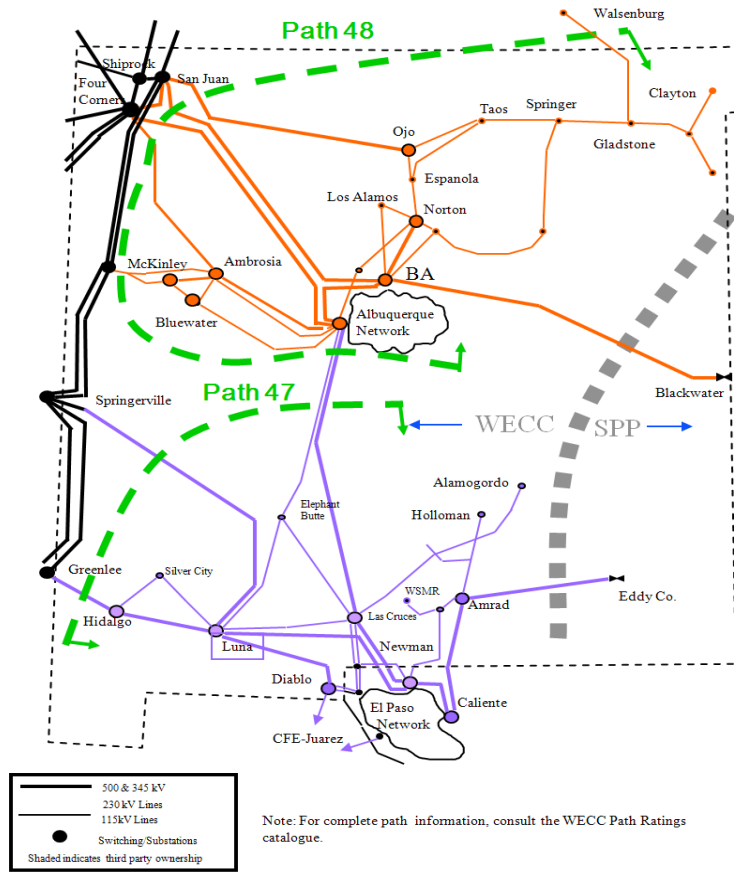 Path 48
Walsenburg
Shiprock
San Juan
Four
Corners
Clayton
Taos
Springer
Ojo
Gladstone
Espanola
Los Alamos
Norton
McKinley
Ambrosia
BA
Bluewater
Albuquerque
Network
Path 47
Blackwater
Springerville
WECC
SPP
Alamogordo
Elephant
Butte
Holloman
Greenlee
Silver City
WSMR
Eddy Co.
Amrad
Hidalgo
Las Cruces
Luna
Newman
Diablo
El Paso
Network
Caliente
CFE-Juarez
500 & 345 kV
230 kV Lines
115kV Lines
Switching/Substations
Shaded indicates third party ownership
Note: For complete path information, consult the WECC Path Ratings
catalogue.